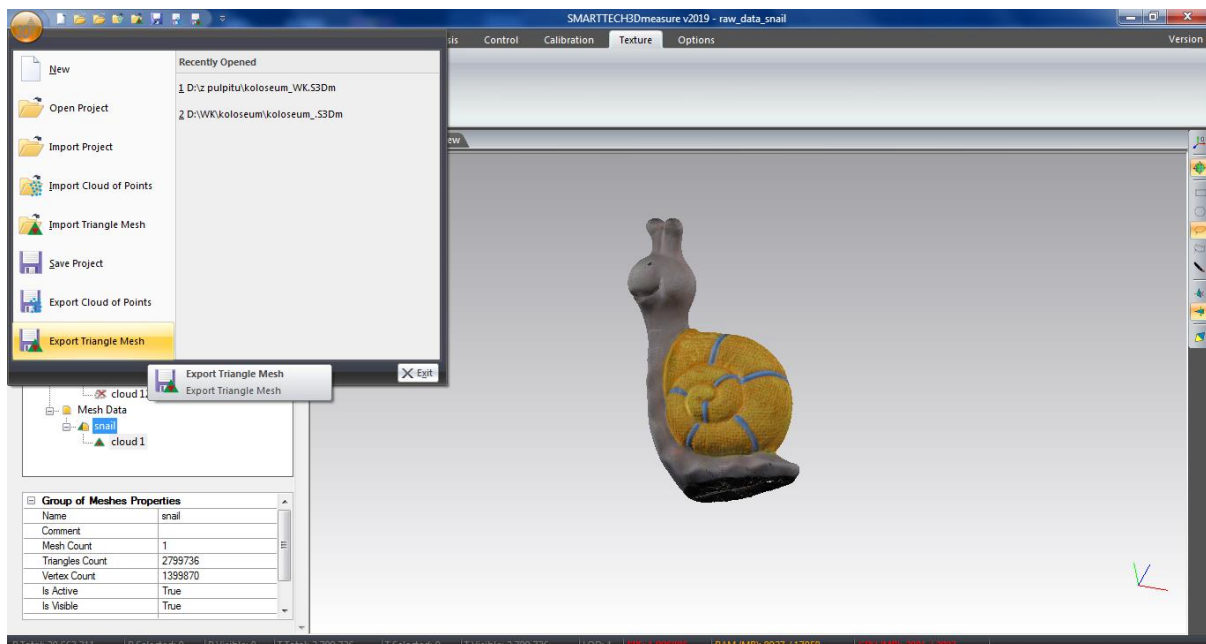 SMARTTECH3Dmeasure v2019 - raw_data_snail
sis Control Calibration Texture Options Version
New
Open Project
Import Project
Import Cloud of Points
Import Triangle Mesh
Save Project
Export Cloud of Points
Export Triangle Mesh
Recently Opened
1 D:\z pulpitu\koloseum_WK.S3Dm
2 D:\WK\koloseum\koloseum_.S3Dm
ew
Export Triangle Mesh
Export Triangle Mesh
Exit
cloud 12
Mesh Data
snail
cloud 1
Group of Meshes Properties
Name snail
Comment
Mesh Count 1
Triangles Count 2799736
Vertex Count 1399870
Is Active True
Is Visible True